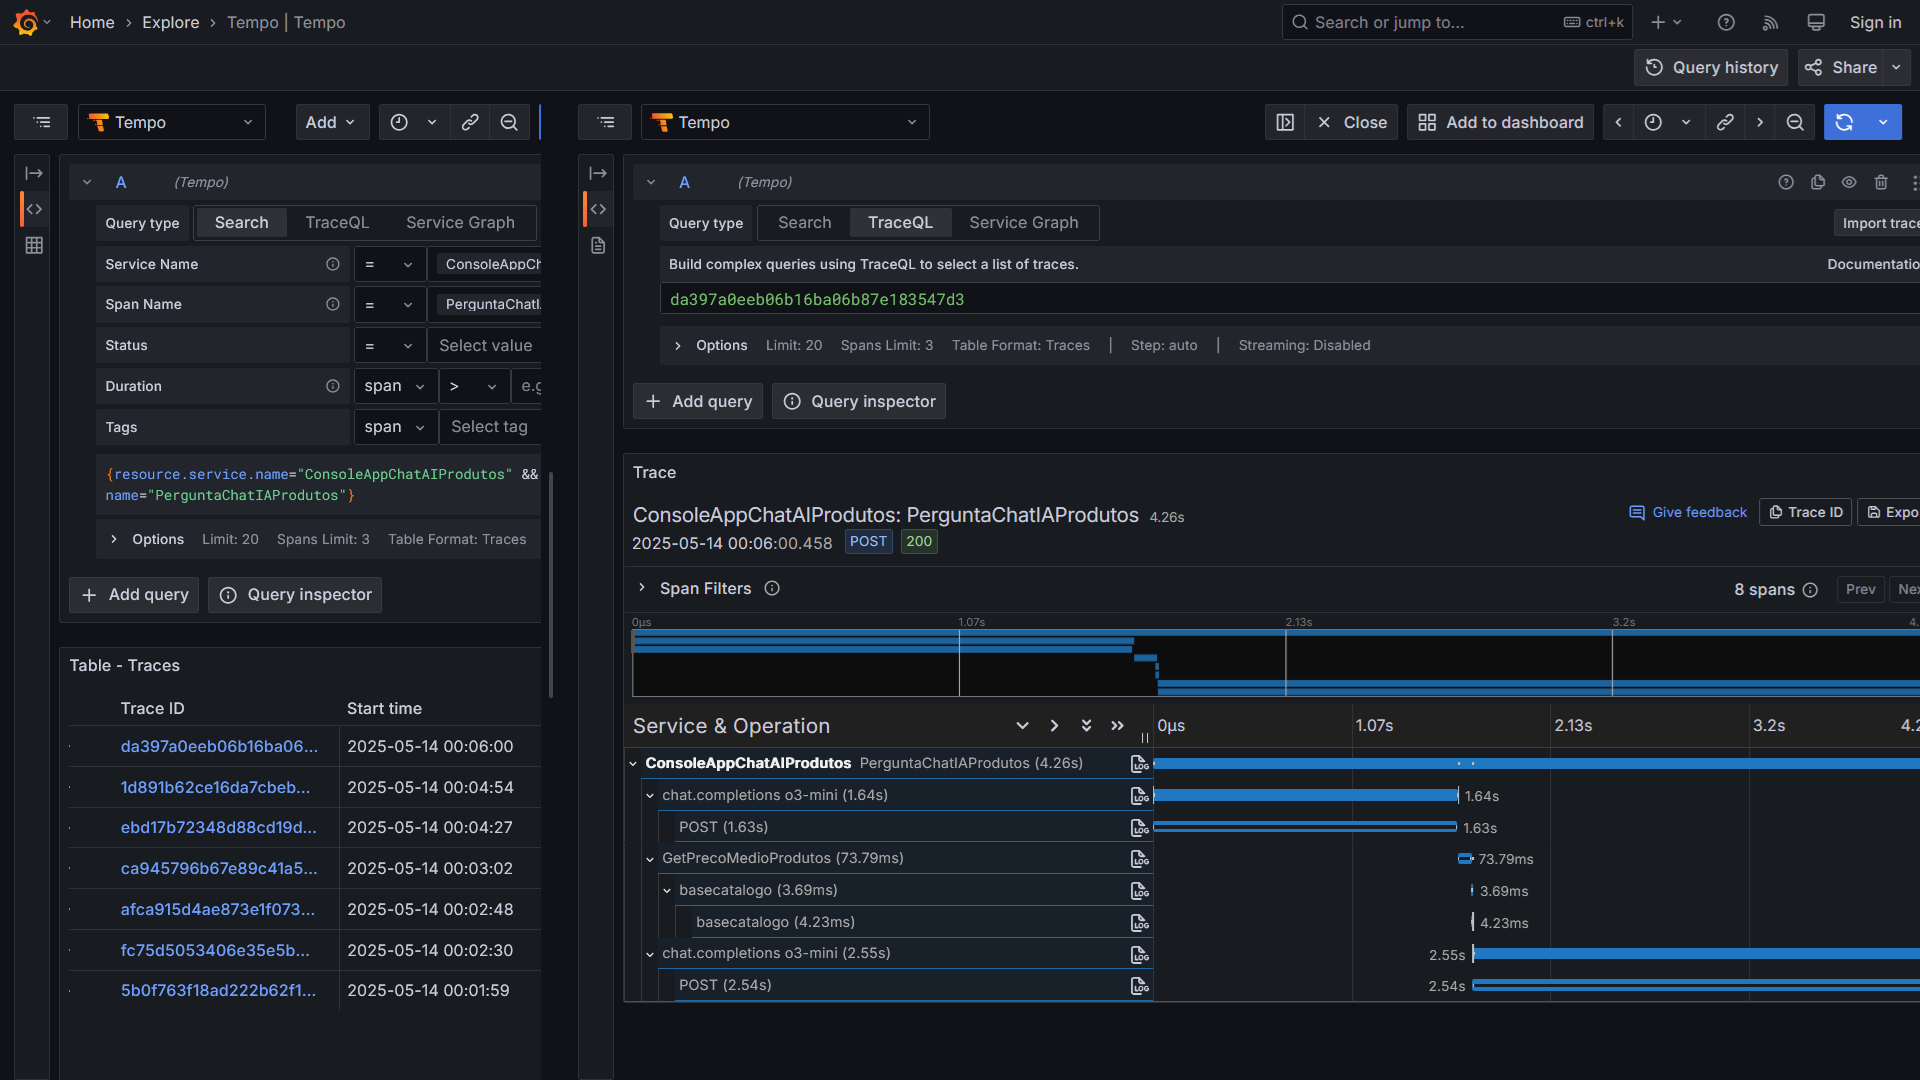 Home › Explore › Tempo | Tempo
Search or jump to... ctrl+k
Sign in
Query history
Share
Tempo
Add
A (Tempo)
Query type Search TraceQL Service Graph
Service Name = ConsoleAppCh
Span Name = PerguntaChatI
Status = Select value
Duration span > e.g
Tags span Select tag
{resource.service.name="ConsoleAppChatAIProdutos" &&
name="PerguntaChatIAProdutos"}
Options Limit: 20 Spans Limit: 3 Table Format: Traces
+ Add query Query inspector
Table - Traces
Trace ID Start time
da397a0eeb06b16ba06... 2025-05-14 00:06:00
1d891b62ce16da7cbeb... 2025-05-14 00:04:54
ebd17b72348d88cd19d... 2025-05-14 00:04:27
ca945796b67e89c41a5... 2025-05-14 00:03:02
afca915d4ae873e1f073... 2025-05-14 00:02:48
fc75d5053406e35e5b... 2025-05-14 00:02:30
5b0f763f18ad222b62f1... 2025-05-14 00:01:59
Tempo
Close
Add to dashboard
A (Tempo)
Query type Search TraceQL Service Graph
Import trace
Build complex queries using TraceQL to select a list of traces.
Documentatio
da397a0eeb06b16ba06b87e183547d3
Options Limit: 20 Spans Limit: 3 Table Format: Traces | Step: auto | Streaming: Disabled
+ Add query Query inspector
Trace
ConsoleAppChatAIProdutos: PerguntaChatIAProdutos 4.26s
Give feedback Trace ID Expo
2025-05-14 00:06:00.458 POST 200
Span Filters
8 spans Prev Nex
0μs 1.07s 2.13s 3.2s 4.
Service & Operation 0μs 1.07s 2.13s 3.2s 4.2
ConsoleAppChatAIProdutos PerguntaChatIAProdutos (4.26s) LOG
chat.completions o3-mini (1.64s) LOG 1.64s
POST (1.63s) LOG 1.63s
GetPrecoMedioProdutos (73.79ms) LOG 73.79ms
basecatalogo (3.69ms) LOG 3.69ms
basecatalogo (4.23ms) LOG 4.23ms
chat.completions o3-mini (2.55s) LOG 2.55s
POST (2.54s) LOG 2.54s